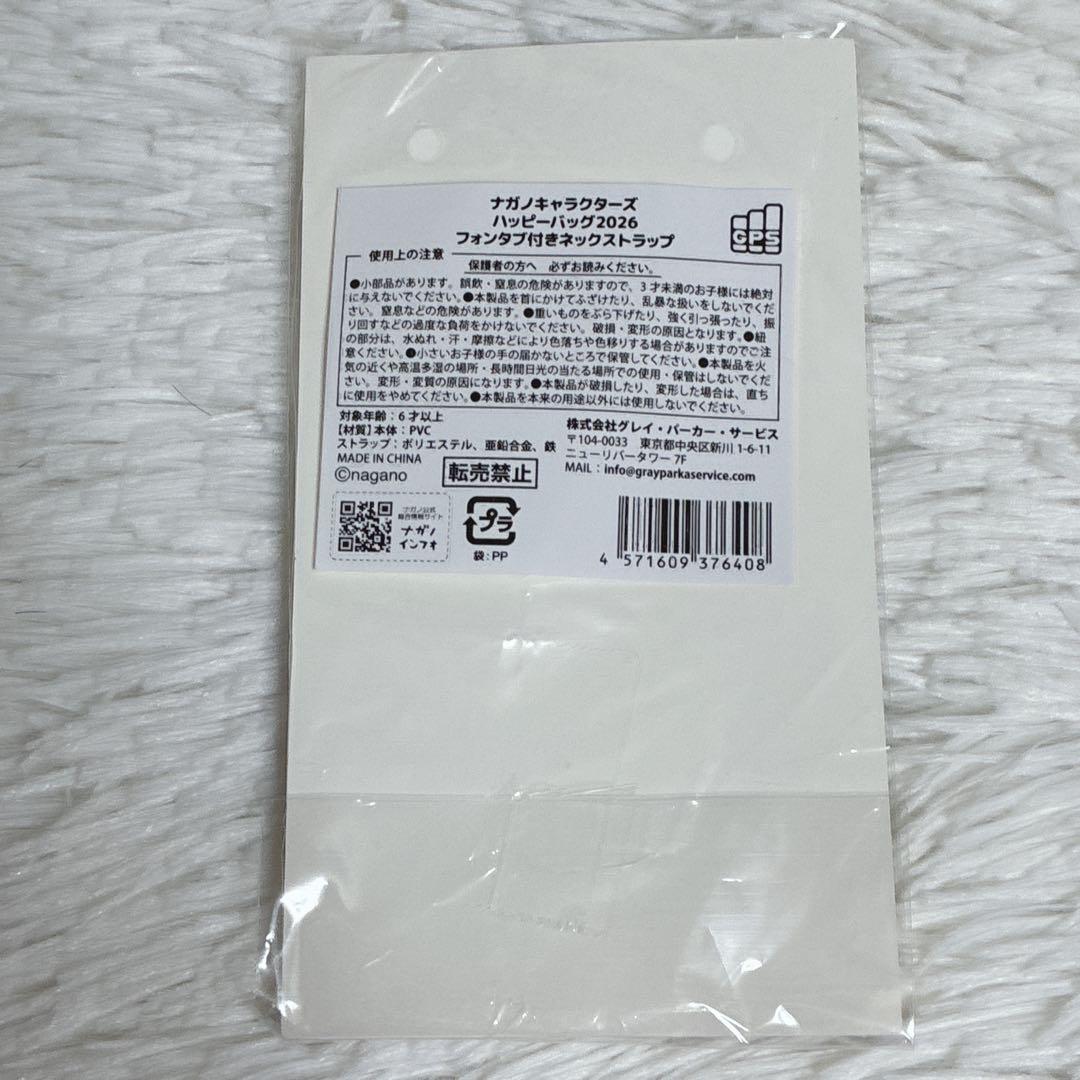 ナガノキャラクターズ
ハッピーバッグ2026
フォンタブ付きネックストラップ
GPS
使用上の注意
保護者の方へ 必ずお読みください。
●小部品があります。誤飲・窒息の危険がありますので、3才未満のお子様には絶対
に与えないでください。●本製品を首にかけてふざけたり、乱暴な扱いをしないでくだ
さい。窒息などの危険があります。●重いものをぶら下げたり、強く引っ張ったり、振
り回すなどの過度な負荷をかけないでください。破損・変形の原因となります。●紐
の部分は、水ぬれ・汗・摩擦などにより色落ちや色移りする場合がありますのでご注
意ください。●小さいお子様の手の届かないところで保管してください。●本製品を火
気の近くや高温多湿の場所・長時間日光の当たる場所での使用・保管はしないでくだ
さい。変形・変質の原因になります。●本製品が破損したり、変形した場合は、直ち
に使用をやめてください。●本製品を本来の用途以外には使用しないでください。
対象年齢：6才以上
【材質】本体：PVC
ストラップ：ポリエステル、亜鉛合金、鉄
MADE IN CHINA
©nagano
転売禁止
株式会社グレイ・パーカー・サービス
〒104-0033 東京都中央区新川1-6-11
ニューリバータワー 7F
MAIL：info@grayparkaservice.com
ナガノ公式
総合情報サイト
ナガノ
インフォ
プラ
袋：PP
4 571609 376408